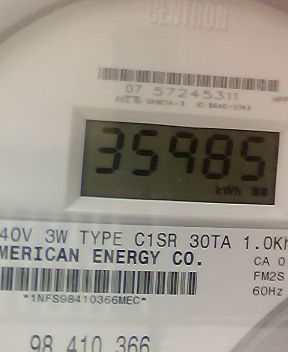 CENTRON®
07 57245311
35985
kWh
40V 3W TYPE C1SR 30TA 1.0Kh
MERICAN ENERGY CO.
CA 0
FM2S
60Hz
*1NFS98410366MEC*
98 410 366